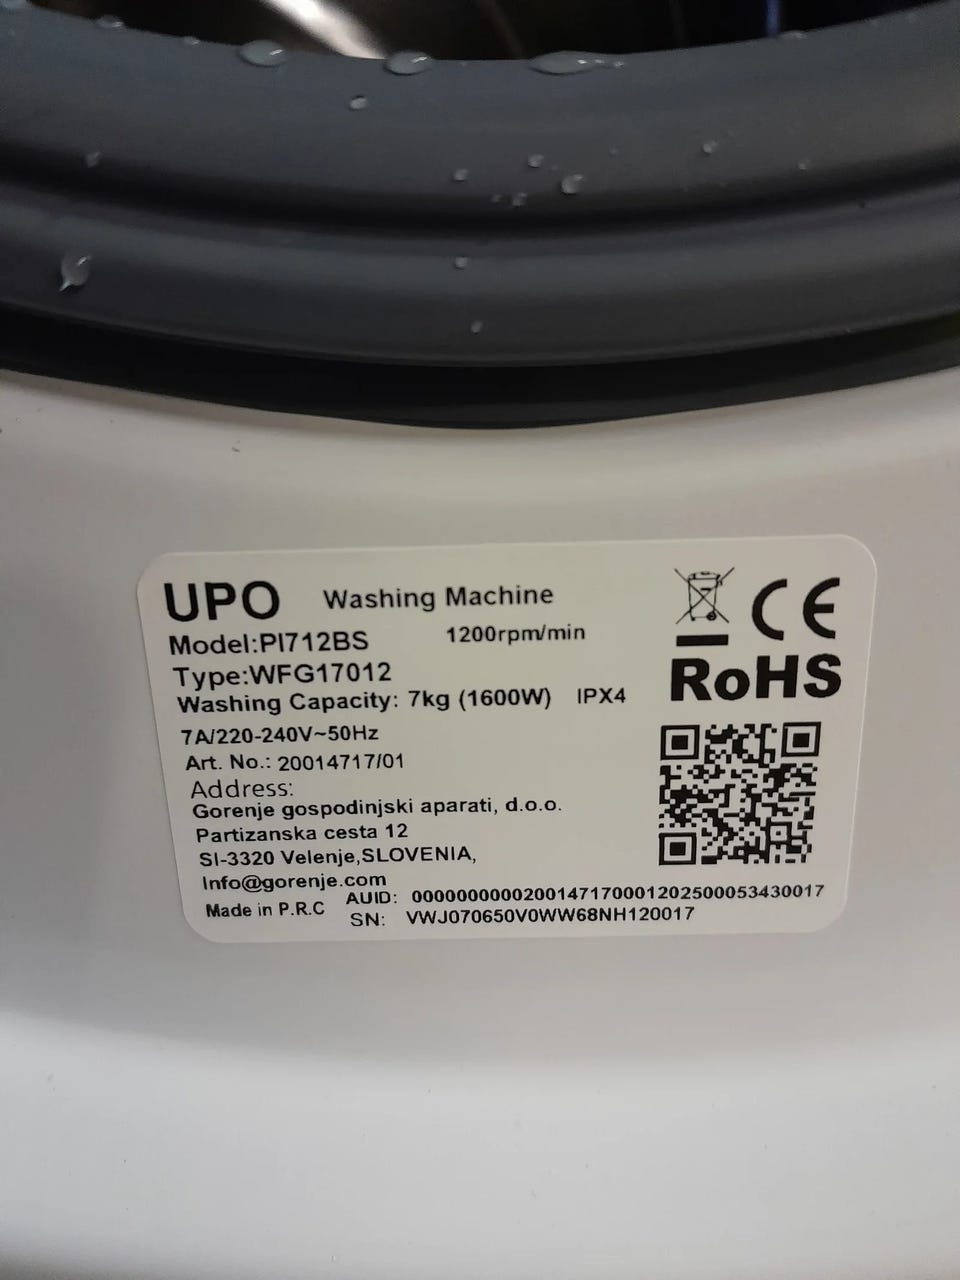 UPO Washing Machine
Model:PI712BS 1200rpm/min
Type:WFG17012
Washing Capacity: 7kg (1600W) IPX4
7A/220-240V~50Hz
Art. No.: 20014717/01
Address:
Gorenje gospodinjski aparati, d.o.o.
Partizanska cesta 12
SI-3320 Velenje,SLOVENIA,
Info@gorenje.com
Made in P.R.C
AUID: 0000000000200147170001202500053430017
SN: VWJ070650V0WW68NH120017
CE
RoHS